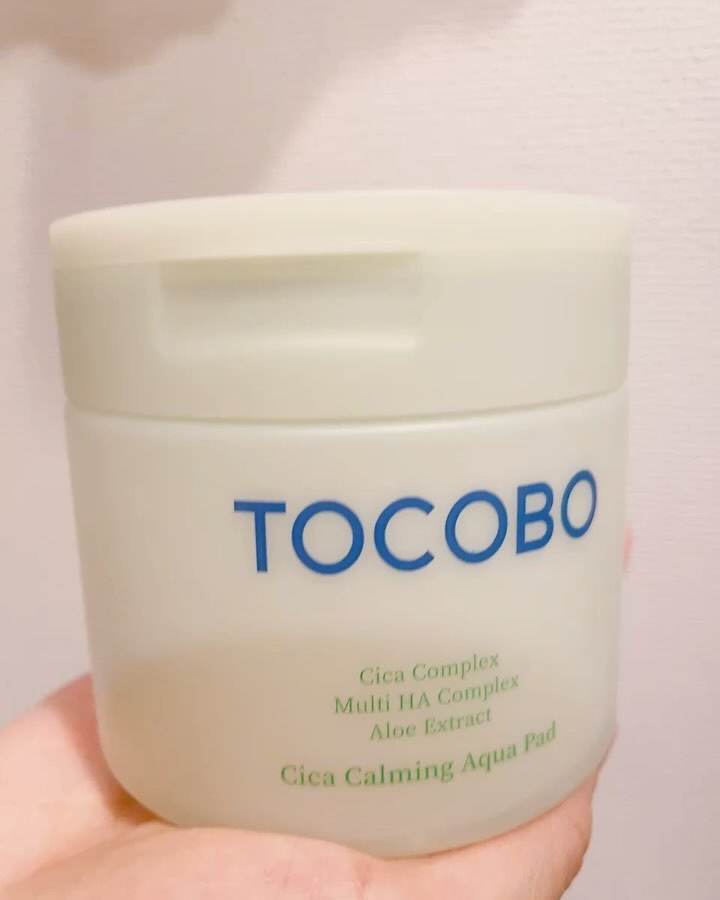 TOCOBO
Cica Complex
Multi HA Complex
Aloe Extract
Cica Calming Aqua Pad